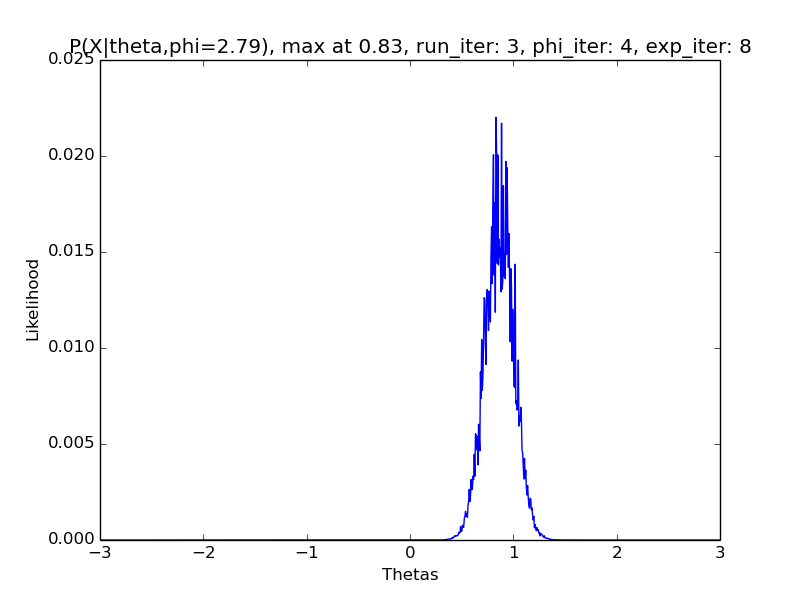 P(X|theta,phi=2.79), max at 0.83, run_iter: 3, phi_iter: 4, exp_iter: 8
0.025
0.020
0.015
0.010
0.005
0.000
Likelihood
−3 −2 −1 0 1 2 3
Thetas